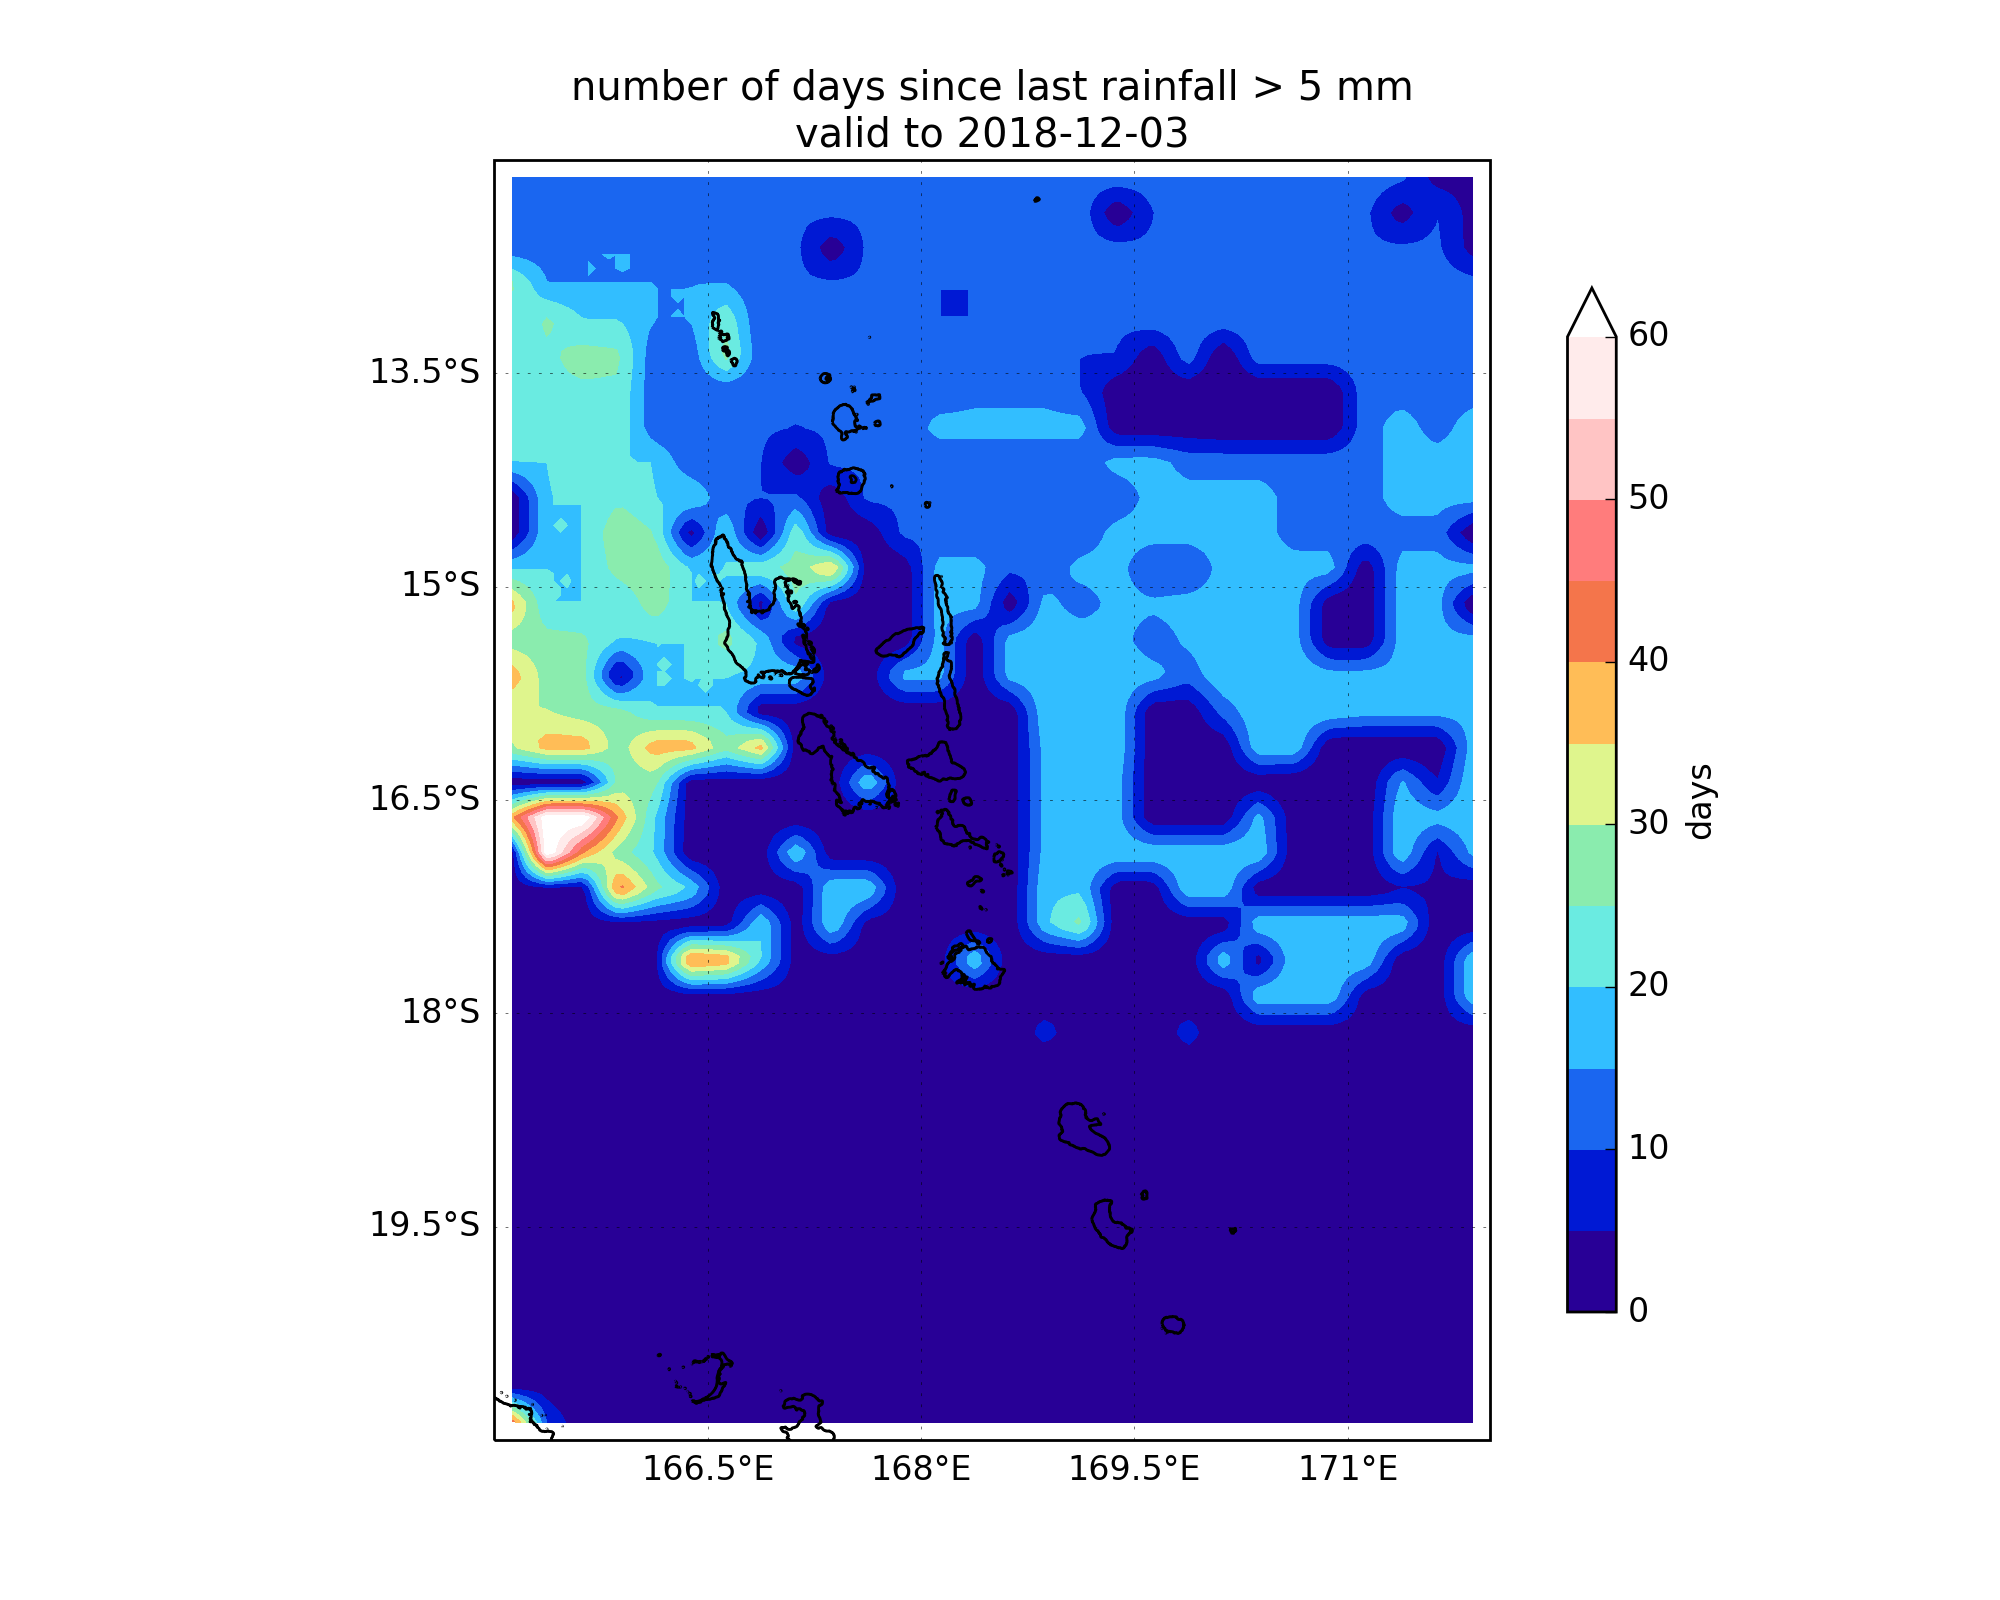 number of days since last rainfall > 5 mm
valid to 2018-12-03
13.5°S
15°S
16.5°S
18°S
19.5°S
166.5°E
168°E
169.5°E
171°E
60
50
40
30
20
10
0
days